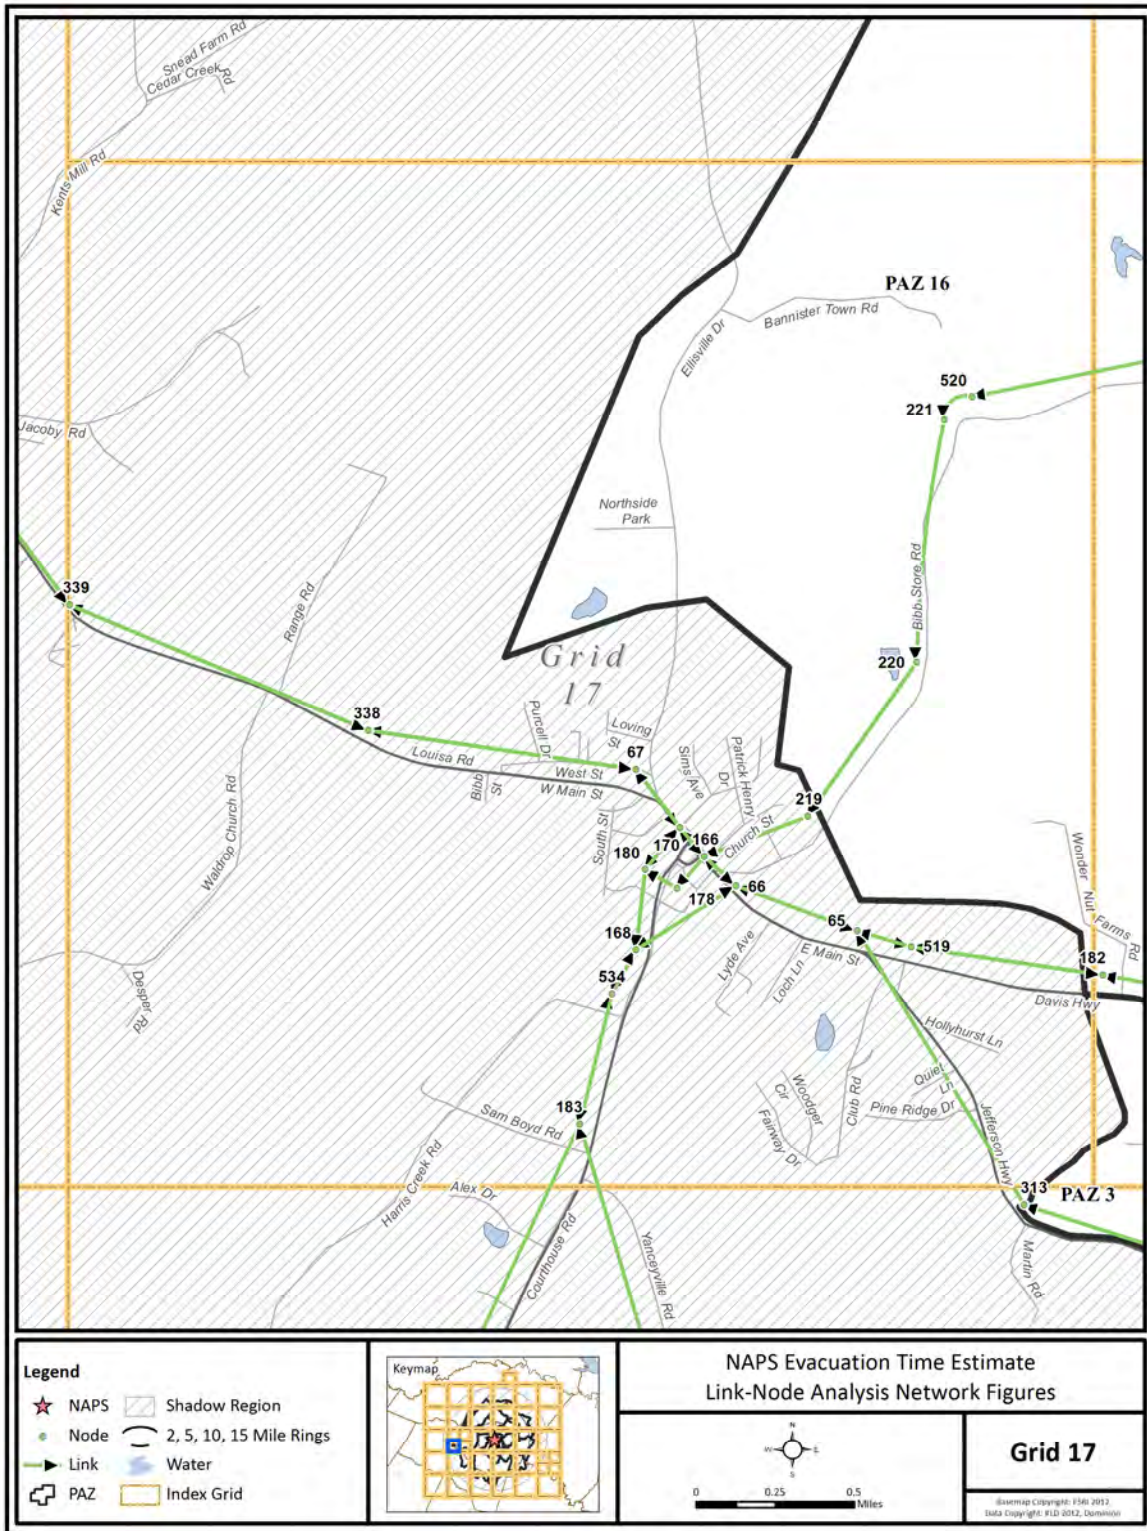 Snead Farm Rd
Cedar Creek
Rd
Kents Mill Rd
PAZ 16
Bannister Town Rd
Ellisville Dr
520
221
Jacoby Rd
Northside
Park
Bibb Store Rd
339
Range Rd
220
Grid
17
338
Purcell Dr
Loving
St
Louisa Rd
67
West St
W Main St
Bibb
St
Sims Ave
Patrick Henry
Dr
219
Waldrop Church Rd
South St
166
Church St
170
180
178
66
Wonder
Nut
Farms
Rd
65
519
168
Lyde Ave
E Main St
182
534
Loch Ln
Davis Hwy
Desper
Rd
Hollyhurst Ln
Quiet
Ln
Woodger
Cir
Club Rd
Pine Ridge Dr
183
Sam Boyd Rd
Fairway Dr
Jefferson Hwy
Harris Creek Rd
Alex Dr
313
PAZ 3
Courthouse Rd
Yanceyville Rd
Martin Rd
Legend
NAPS
Shadow Region
Node
2, 5, 10, 15 Mile Rings
Link
Water
PAZ
Index Grid
Keymap
NAPS Evacuation Time Estimate
Link-Node Analysis Network Figures
N
W
E
S
0
0.25
0.5
Miles
Grid 17
Basemap Copyright: ESRI 2012
Data Copyright: KLD 2012, Dominion